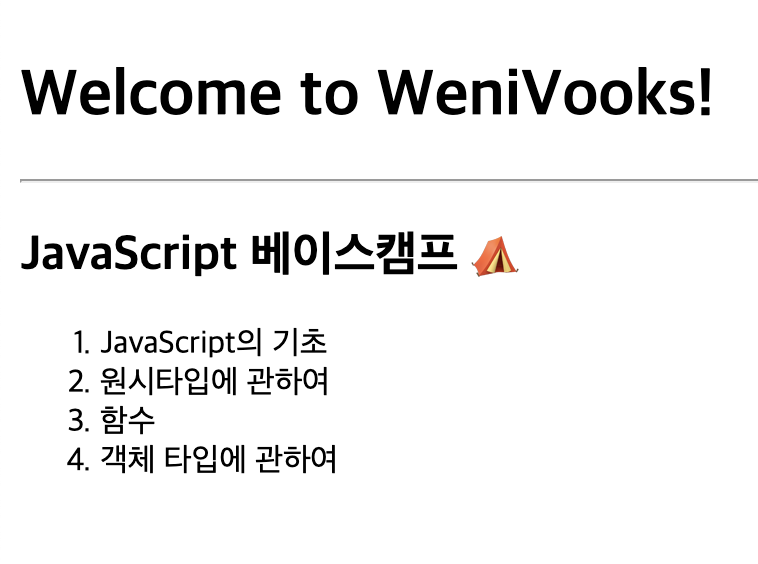 Welcome to WeniVooks!
JavaScript 베이스캠프 ⛺
1. JavaScript의 기초
2. 원시타입에 관하여
3. 함수
4. 객체 타입에 관하여